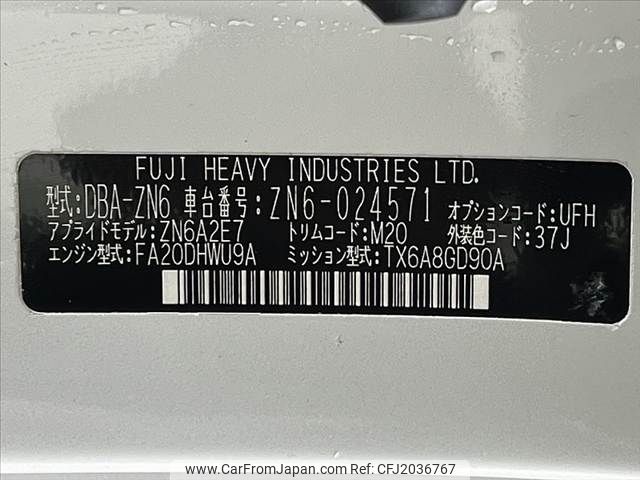 FUJI HEAVY INDUSTRIES LTD.
型式:DBA-ZN6 車台番号:ZN6-024571 オプションコード:UFH
アプライドモデル:ZN6A2E7 トリムコード:M20 外装色コード:37J
エンジン型式:FA20DHWU9A ミッション型式:TX6A8GD90A
www.CarFromJapan.com | CFJ2036767